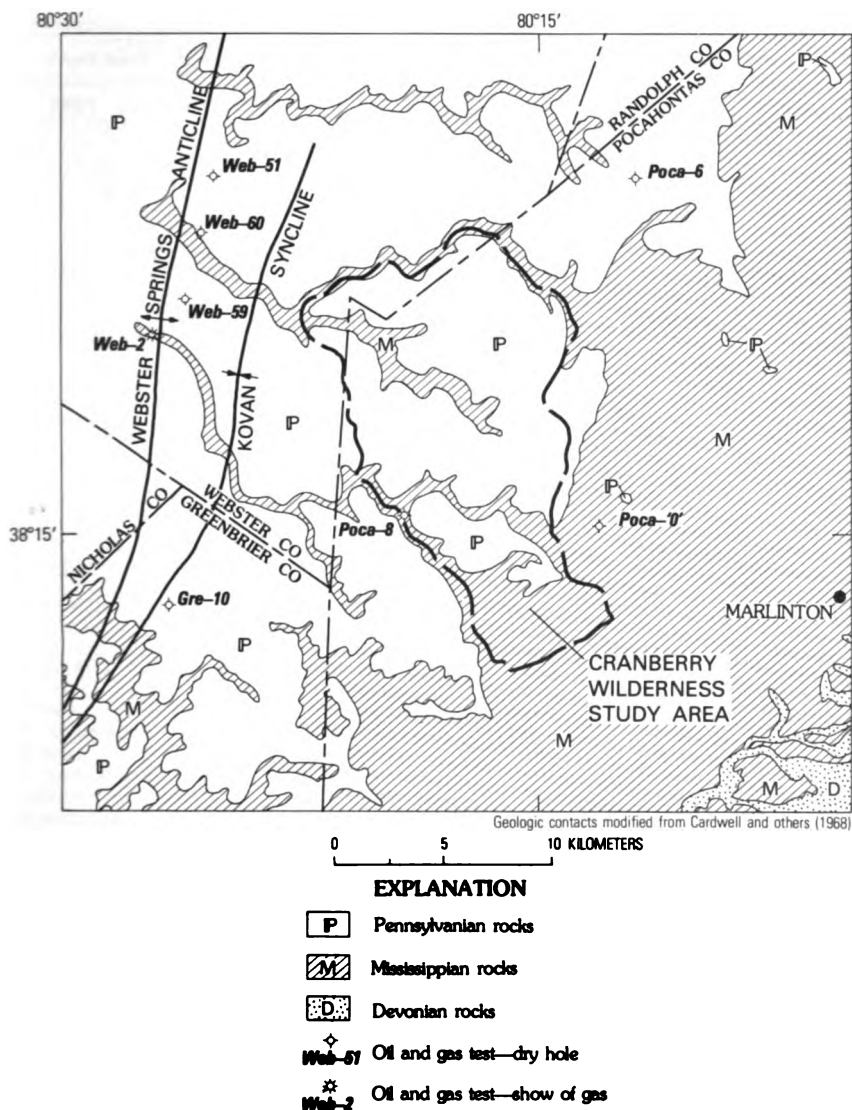 80°30'
80°15'
RANDOLPH CO
POCAHONTAS CO
P
M
P
ANTICLINE
Web–51
Poca–6
Web–60
SYNCLINE
SPRINGS
Web–59
Web–2
M
P
P
WEBSTER
KOVAN
P
M
P
38°15'
NICHOLAS CO
WEBSTER CO
GREENBRIER CO
Poca–8
P
Poca–'0'
Gre–10
MARLINTON
P
CRANBERRY
WILDERNESS
STUDY AREA
M
M
P
M
D
Geologic contacts modified from Cardwell and others (1968)
0 5 10 KILOMETERS
EXPLANATION
P Pennsylvanian rocks
M Mississippian rocks
D Devonian rocks
Web–51 Oil and gas test—dry hole
Web–2 Oil and gas test—show of gas